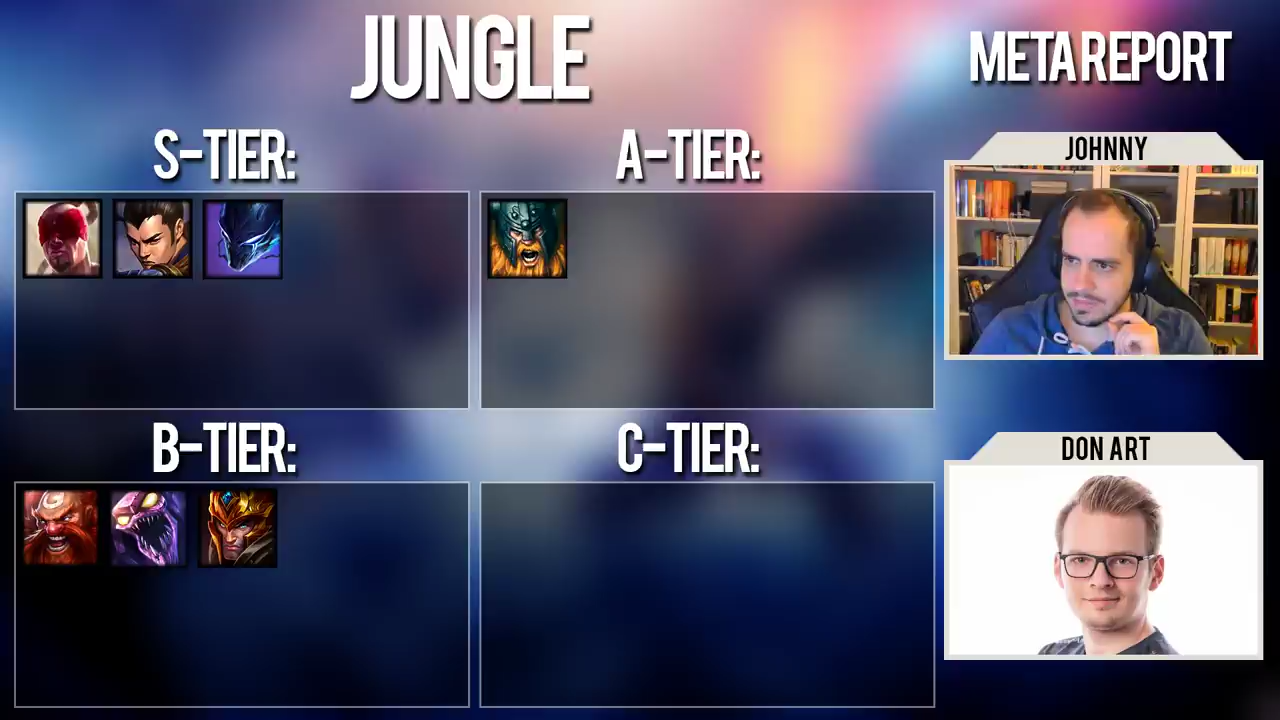 JUNGLE
META REPORT
S-TIER:
A-TIER:
JOHNNY
B-TIER:
C-TIER:
DON ART